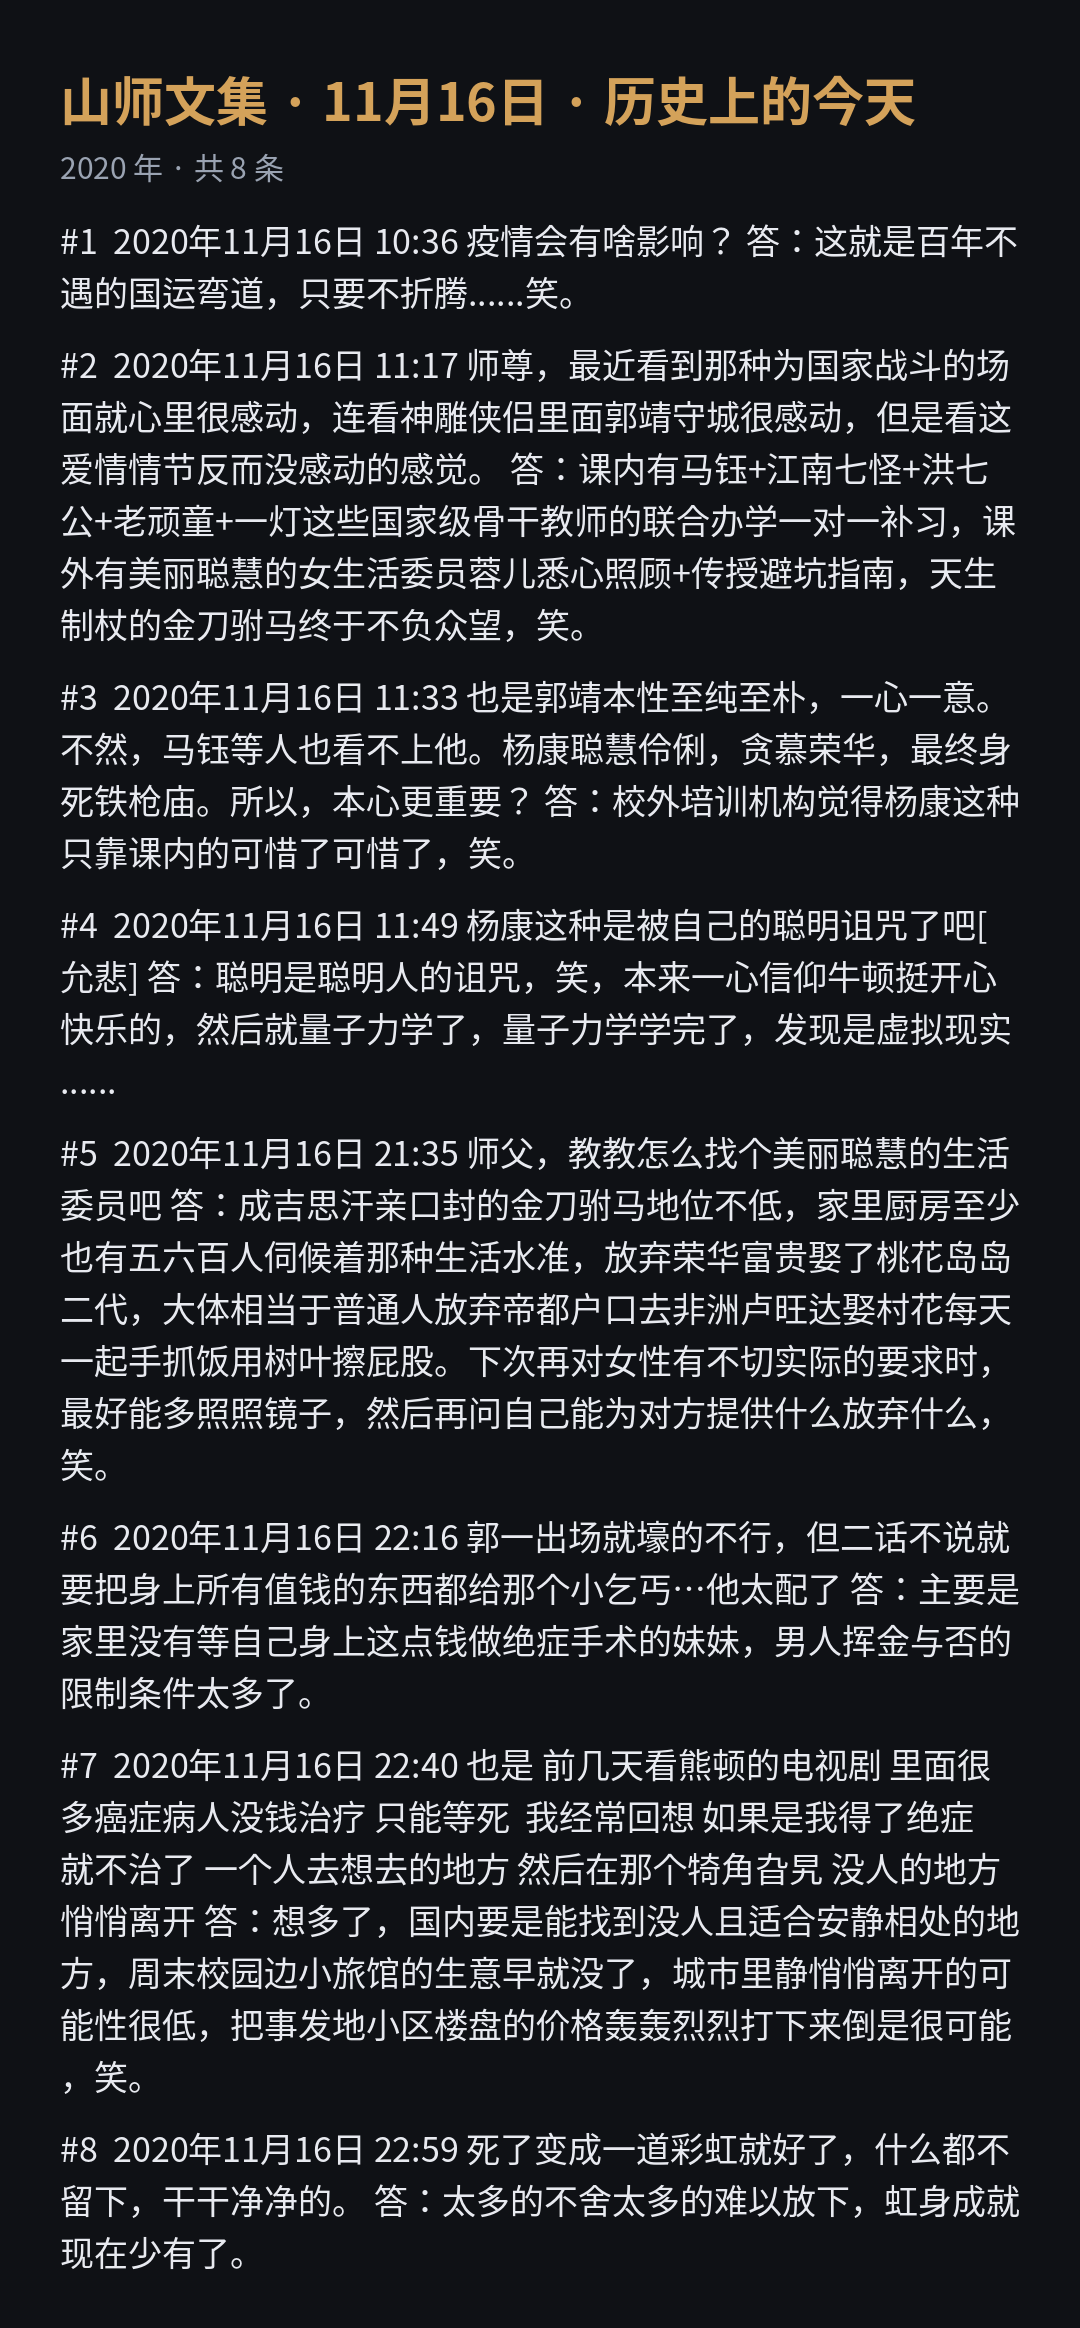 山师文集 · 11月16日 · 历史上的今天
2020 年 · 共 8 条
#1 2020年11月16日 10:36 疫情会有啥影响？ 答：这就是百年不
遇的国运弯道，只要不折腾......笑。
#2 2020年11月16日 11:17 师尊，最近看到那种为国家战斗的场
面就心里很感动，连看神雕侠侣里面郭靖守城很感动，但是看这
爱情情节反而没感动的感觉。 答：课内有马钰+江南七怪+洪七
公+老顽童+一灯这些国家级骨干教师的联合办学一对一补习，课
外有美丽聪慧的女生活委员蓉儿悉心照顾+传授避坑指南，天生
制杖的金刀驸马终于不负众望，笑。
#3 2020年11月16日 11:33 也是郭靖本性至纯至朴，一心一意。
不然，马钰等人也看不上他。杨康聪慧伶俐，贪慕荣华，最终身
死铁枪庙。所以，本心更重要？ 答：校外培训机构觉得杨康这种
只靠课内的可惜了可惜了，笑。
#4 2020年11月16日 11:49 杨康这种是被自己的聪明诅咒了吧[
允悲] 答：聪明是聪明人的诅咒，笑，本来一心信仰牛顿挺开心
快乐的，然后就量子力学了，量子力学学完了，发现是虚拟现实
......
#5 2020年11月16日 21:35 师父，教教怎么找个美丽聪慧的生活
委员吧 答：成吉思汗亲口封的金刀驸马地位不低，家里厨房至少
也有五六百人伺候着那种生活水准，放弃荣华富贵娶了桃花岛岛
二代，大体相当于普通人放弃帝都户口去非洲卢旺达娶村花每天
一起手抓饭用树叶擦屁股。下次再对女性有不切实际的要求时，
最好能多照照镜子，然后再问自己能为对方提供什么放弃什么，
笑。
#6 2020年11月16日 22:16 郭一出场就壕的不行，但二话不说就
要把身上所有值钱的东西都给那个小乞丐…他太配了 答：主要是
家里没有等自己身上这点钱做绝症手术的妹妹，男人挥金与否的
限制条件太多了。
#7 2020年11月16日 22:40 也是 前几天看熊顿的电视剧 里面很
多癌症病人没钱治疗 只能等死 我经常回想 如果是我得了绝症
就不治了 一个人去想去的地方 然后在那个犄角旮旯 没人的地方
悄悄离开 答：想多了，国内要是能找到没人且适合安静相处的地
方，周末校园边小旅馆的生意早就没了，城市里静悄悄离开的可
能性很低，把事发地小区楼盘的价格轰轰烈烈打下来倒是很可能
，笑。
#8 2020年11月16日 22:59 死了变成一道彩虹就好了，什么都不
留下，干干净净的。 答：太多的不舍太多的难以放下，虹身成就
现在少有了。